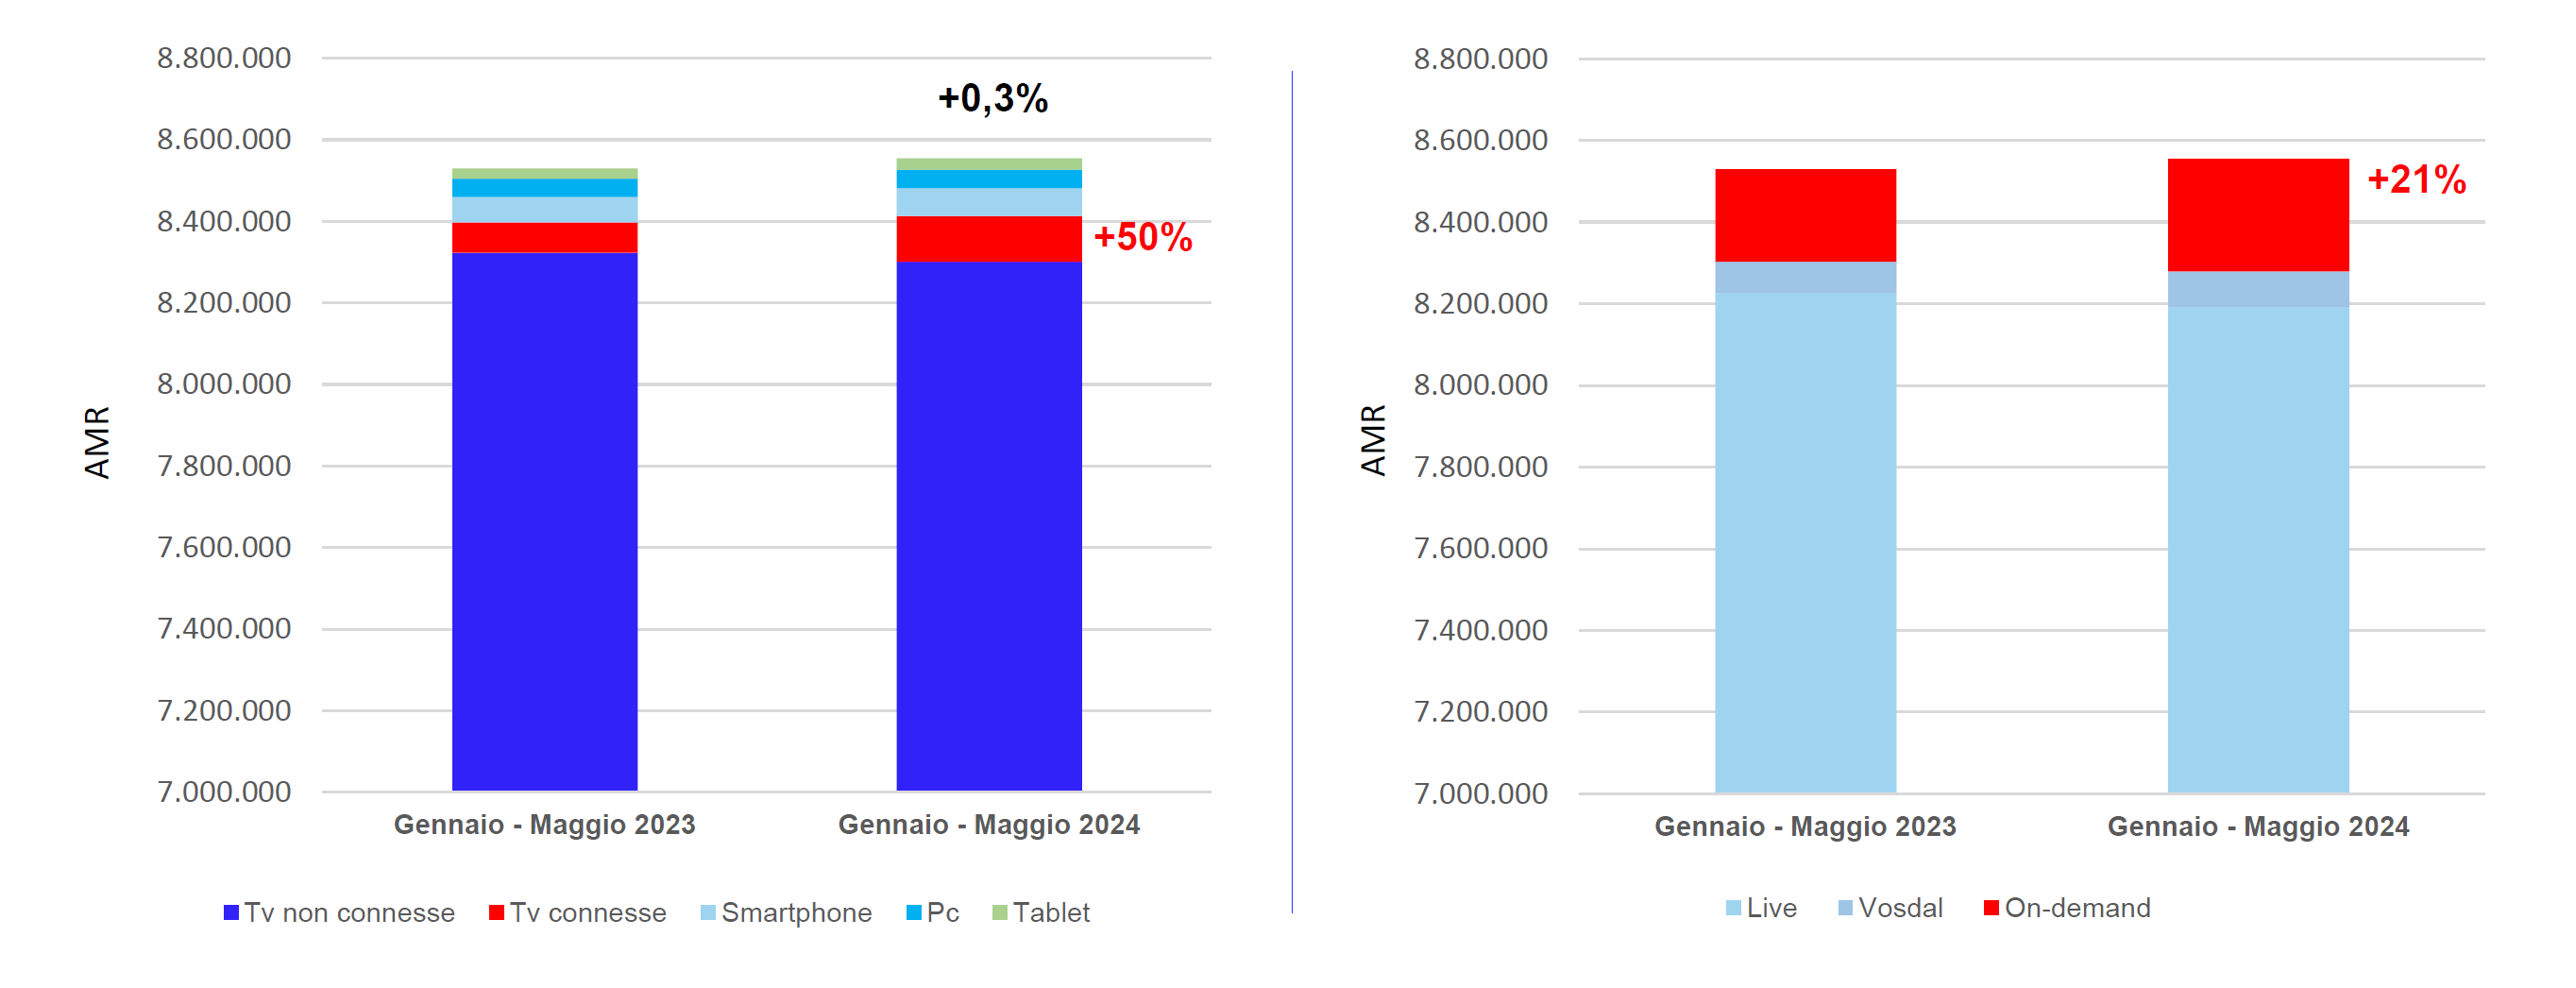 8.800.000
+0,3%
8.600.000
8.400.000
+50%
8.200.000
8.000.000
AMR
7.800.000
7.600.000
7.400.000
7.200.000
7.000.000
Gennaio - Maggio 2023
Gennaio - Maggio 2024
Tv non connesse
Tv connesse
Smartphone
Pc
Tablet
8.800.000
8.600.000
+21%
8.400.000
8.200.000
8.000.000
AMR
7.800.000
7.600.000
7.400.000
7.200.000
7.000.000
Gennaio - Maggio 2023
Gennaio - Maggio 2024
Live
Vosdal
On-demand